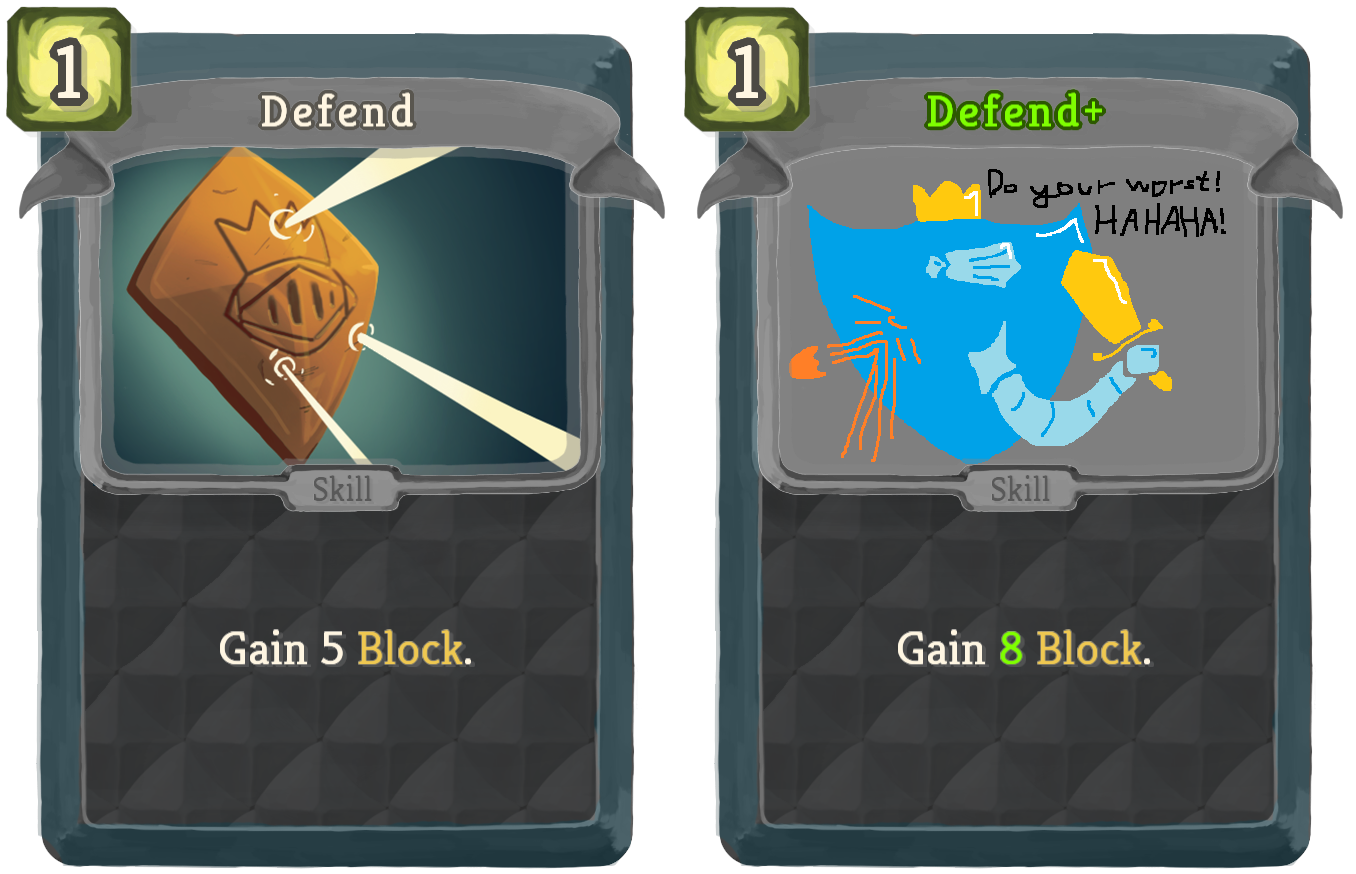 1
Defend
Skill
Gain 5 Block.
1
Defend+
Do your worst!
HAHAHA!
Skill
Gain 8 Block.